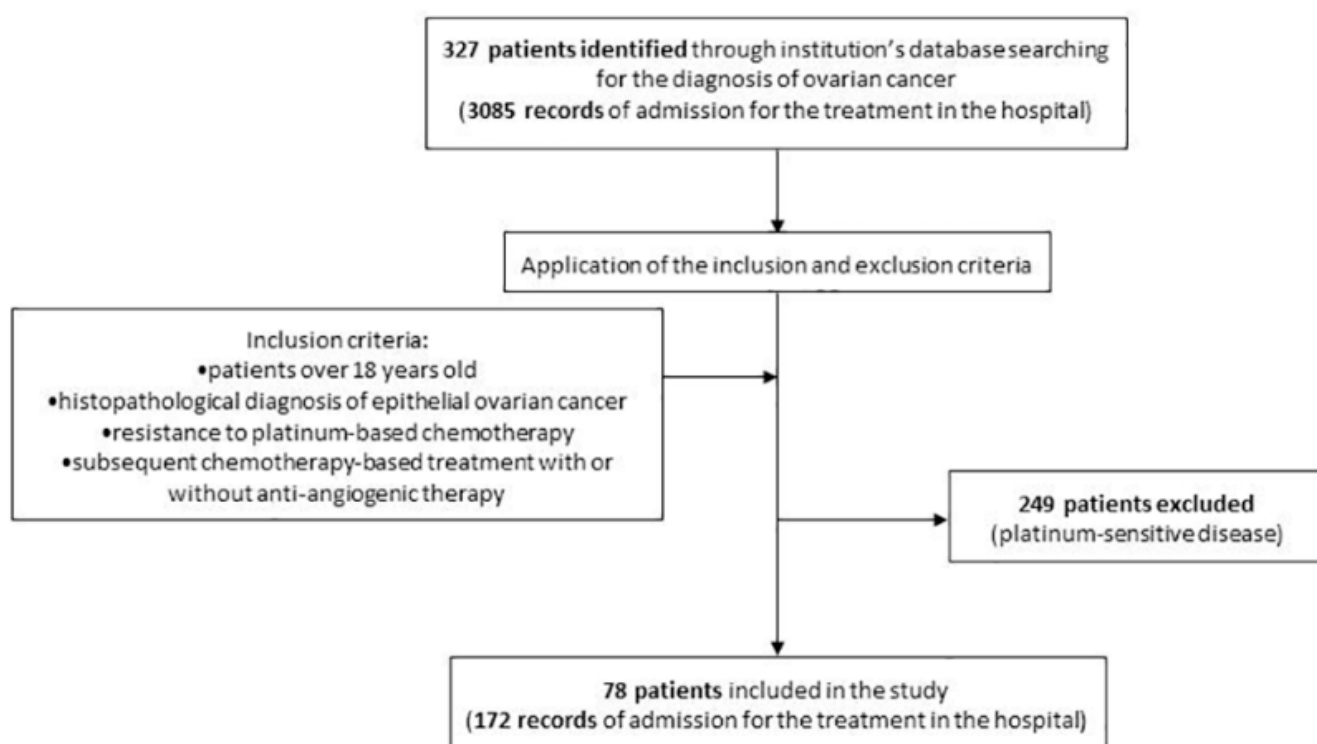 327 patients identified through institution's database searching
for the diagnosis of ovarian cancer
(3085 records of admission for the treatment in the hospital)
Application of the inclusion and exclusion criteria
Inclusion criteria:
•patients over 18 years old
•histopathological diagnosis of epithelial ovarian cancer
•resistance to platinum-based chemotherapy
•subsequent chemotherapy-based treatment with or
without anti-angiogenic therapy
249 patients excluded
(platinum-sensitive disease)
78 patients included in the study
(172 records of admission for the treatment in the hospital)